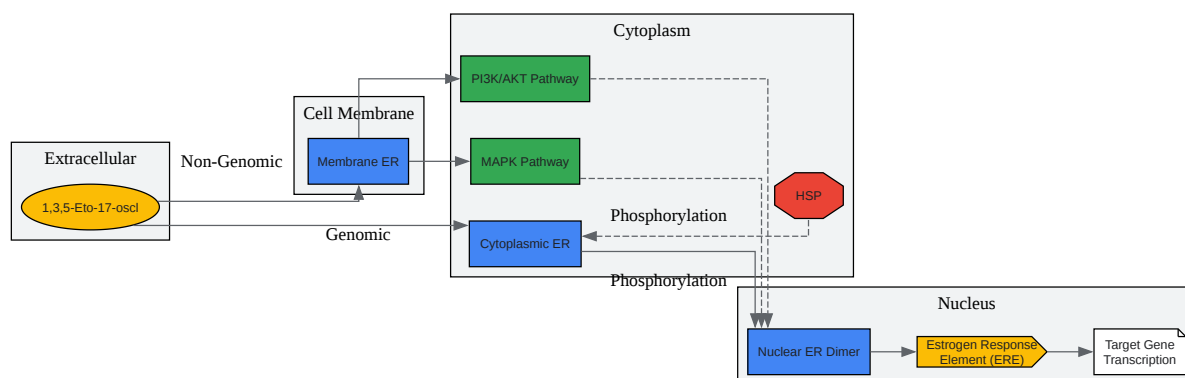 Cytoplasm
PI3K/AKT Pathway
Cell Membrane
Extracellular
Non-Genomic
Membrane ER
MAPK Pathway
HSP
1,3,5-Eto-17-oscl
Phosphorylation
Genomic
Cytoplasmic ER
Phosphorylation
Nucleus
Nuclear ER Dimer
Estrogen Response
Element (ERE)
Target Gene
Transcription